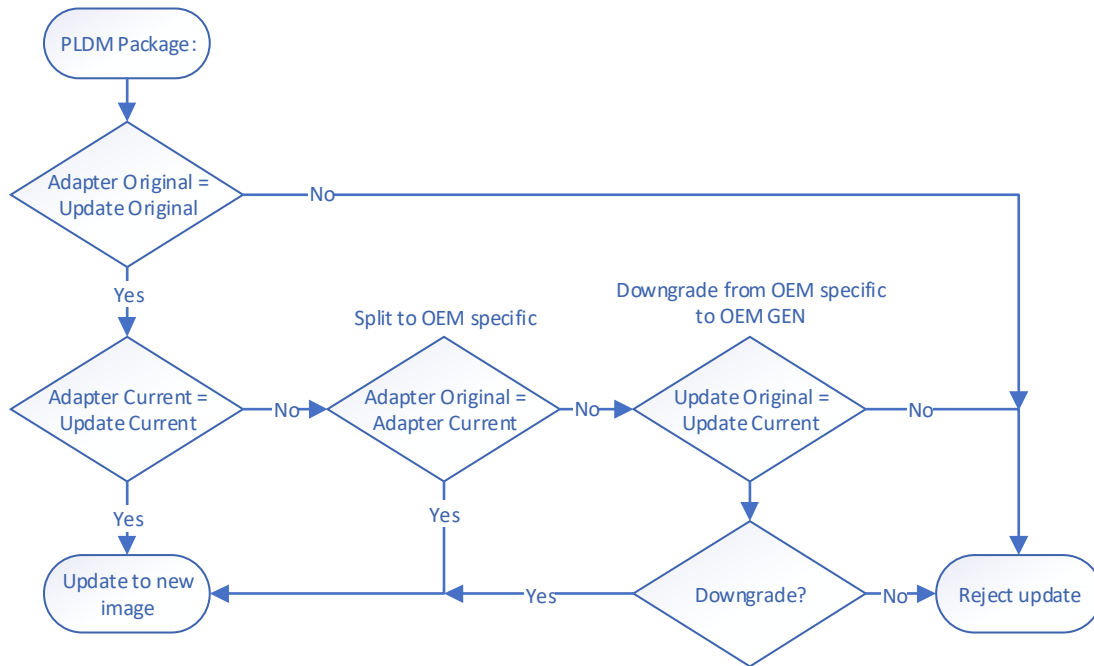 PLDM Package:
Adapter Original =
Update Original
No
Yes
Split to OEM specific
Downgrade from OEM specific
to OEM GEN
Adapter Current =
Update Current
No
Adapter Original =
Adapter Current
No
Update Original =
Update Current
No
Yes
Yes
Update to new
image
Yes
Downgrade?
No
Reject update